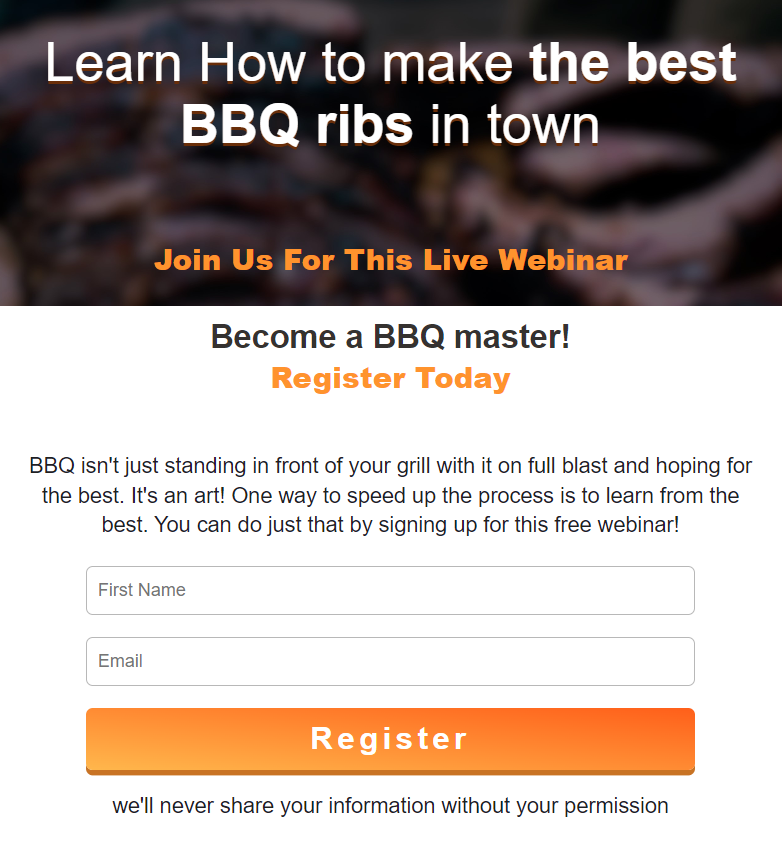 Learn How to make the best
BBQ ribs in town
Join Us For This Live Webinar
Become a BBQ master!
Register Today
BBQ isn't just standing in front of your grill with it on full blast and hoping for
the best. It's an art! One way to speed up the process is to learn from the
best. You can do just that by signing up for this free webinar!
First Name
Email
Register
we'll never share your information without your permission